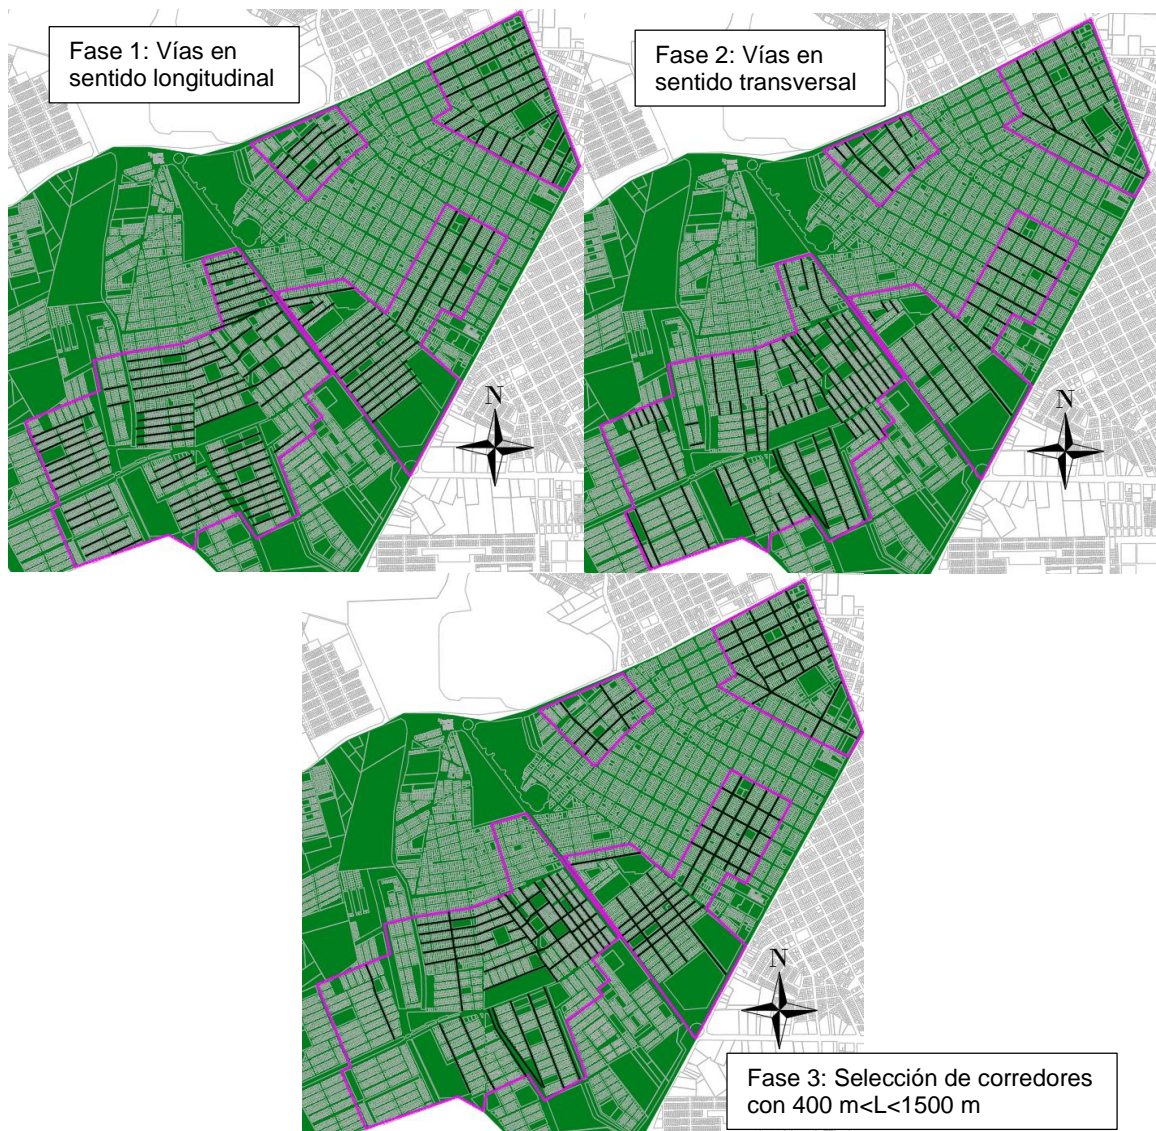 Fase 1: Vías en
sentido longitudinal
Fase 2: Vías en
sentido transversal
N
N
N
Fase 3: Selección de corredores
con 400 m<L<1500 m